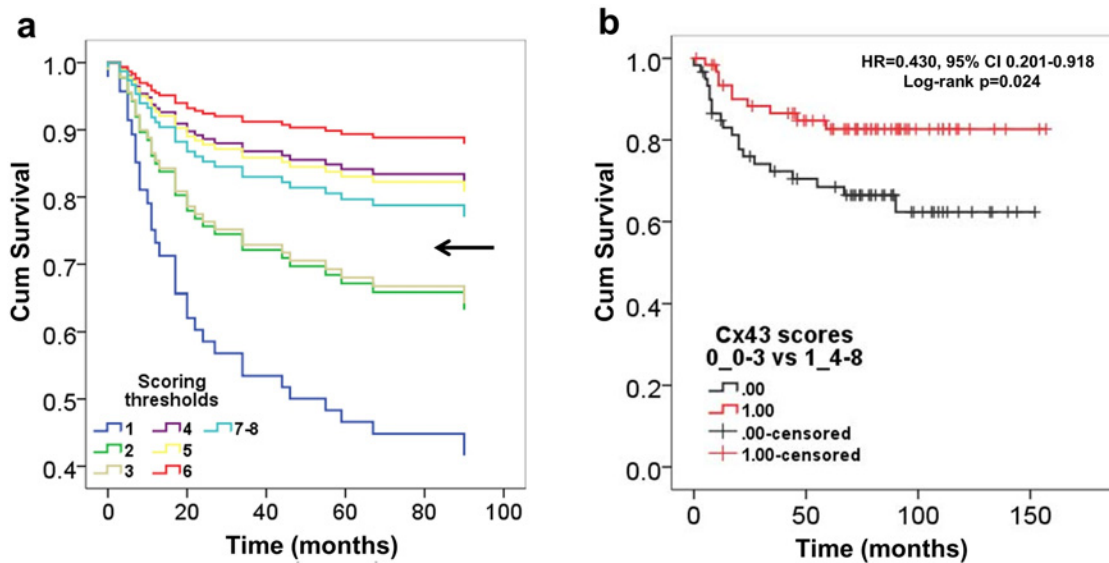 a
Cum Survival
1.0
0.9
0.8
0.7
0.6
0.5
0.4
Scoring
thresholds
1 4 7-8
2 5
3 6
0 20 40 60 80 100
Time (months)
b
Cum Survival
1.0
0.8
0.6
0.4
0.2
0.0
HR=0.430, 95% CI 0.201-0.918
Log-rank p=0.024
Cx43 scores
0_0-3 vs 1_4-8
.00
1.00
.00-censored
1.00-censored
0 50 100 150
Time (months)